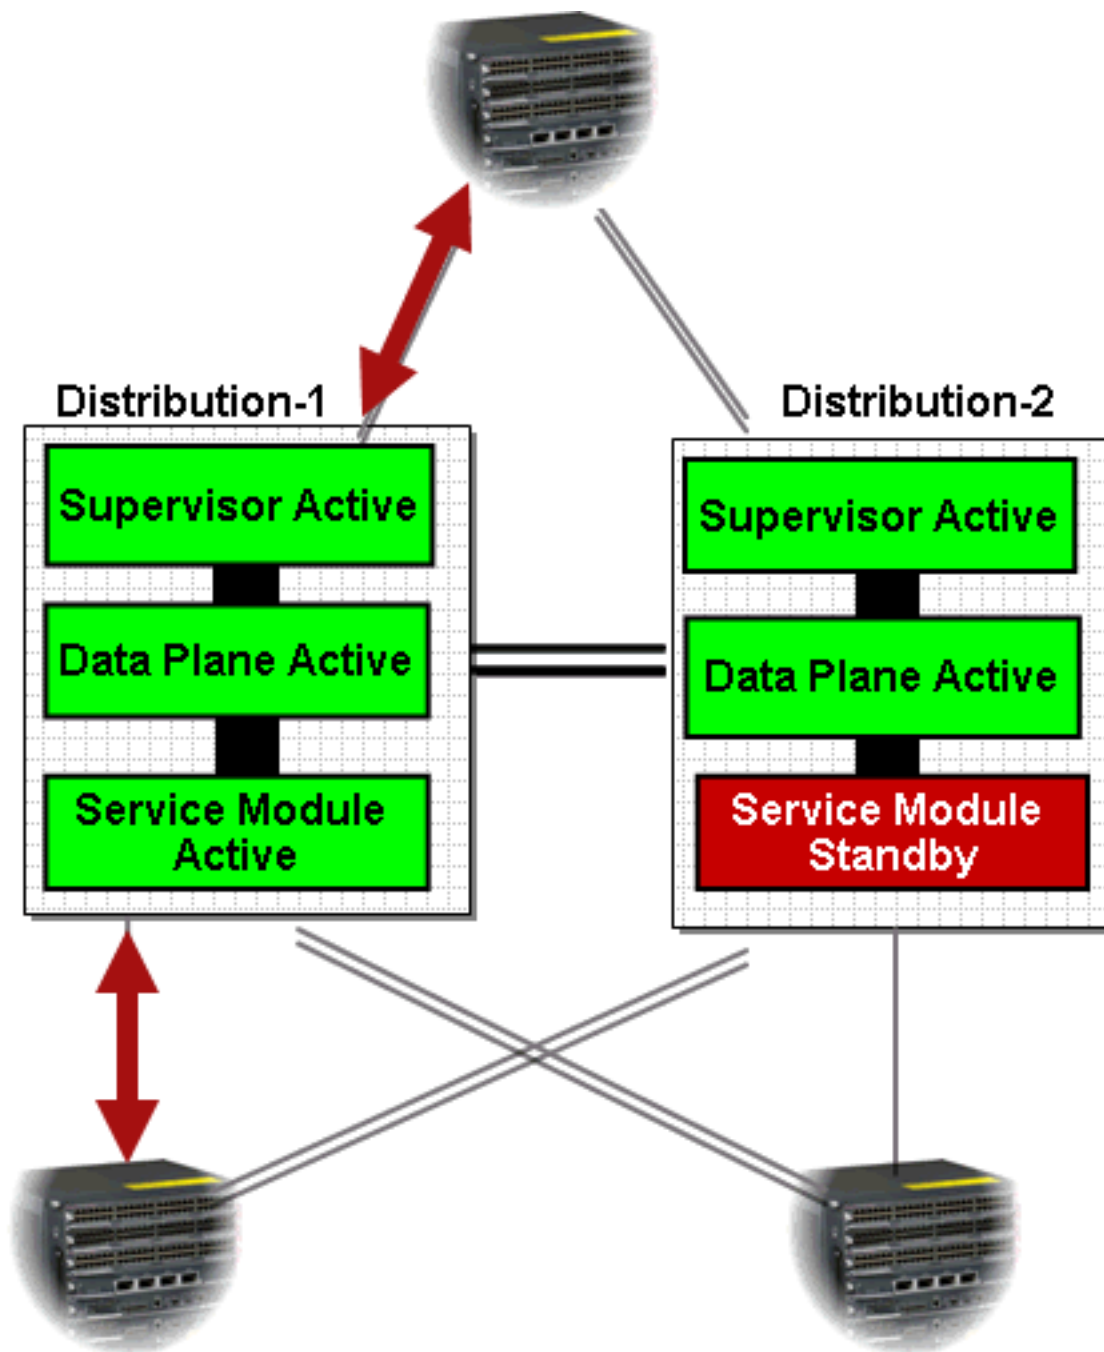 Distribution-1
Distribution-2
Supervisor Active
Data Plane Active
Service Module
Active
Supervisor Active
Data Plane Active
Service Module
Standby